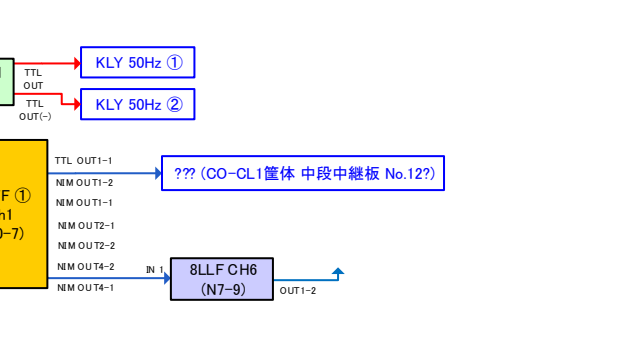 TTL
OUT
KLY 50Hz ①
TTL
OUT(-)
KLY 50Hz ②
TTL OUT1-1
NIM OUT1-2
NIM OUT1-1
NIM OUT2-1
NIM OUT2-2
NIM OUT4-2
NIM OUT4-1
F ①
h1
0-7)
??? (CO-CL1筐体 中段中継板 No.12?)
IN 1
8LLF CH6
(N7-9)
OUT1-2